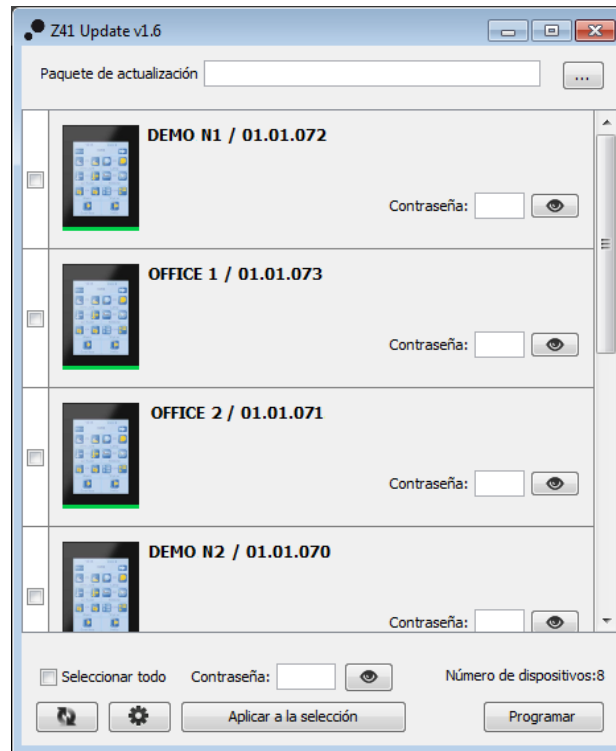 Z41 Update v1.6
Paquete de actualización
...
DEMO N1 / 01.01.072
Contraseña:
OFFICE 1 / 01.01.073
Contraseña:
OFFICE 2 / 01.01.071
Contraseña:
DEMO N2 / 01.01.070
Contraseña:
Seleccionar todo Contraseña: Número de dispositivos:8
Aplicar a la selección Programar